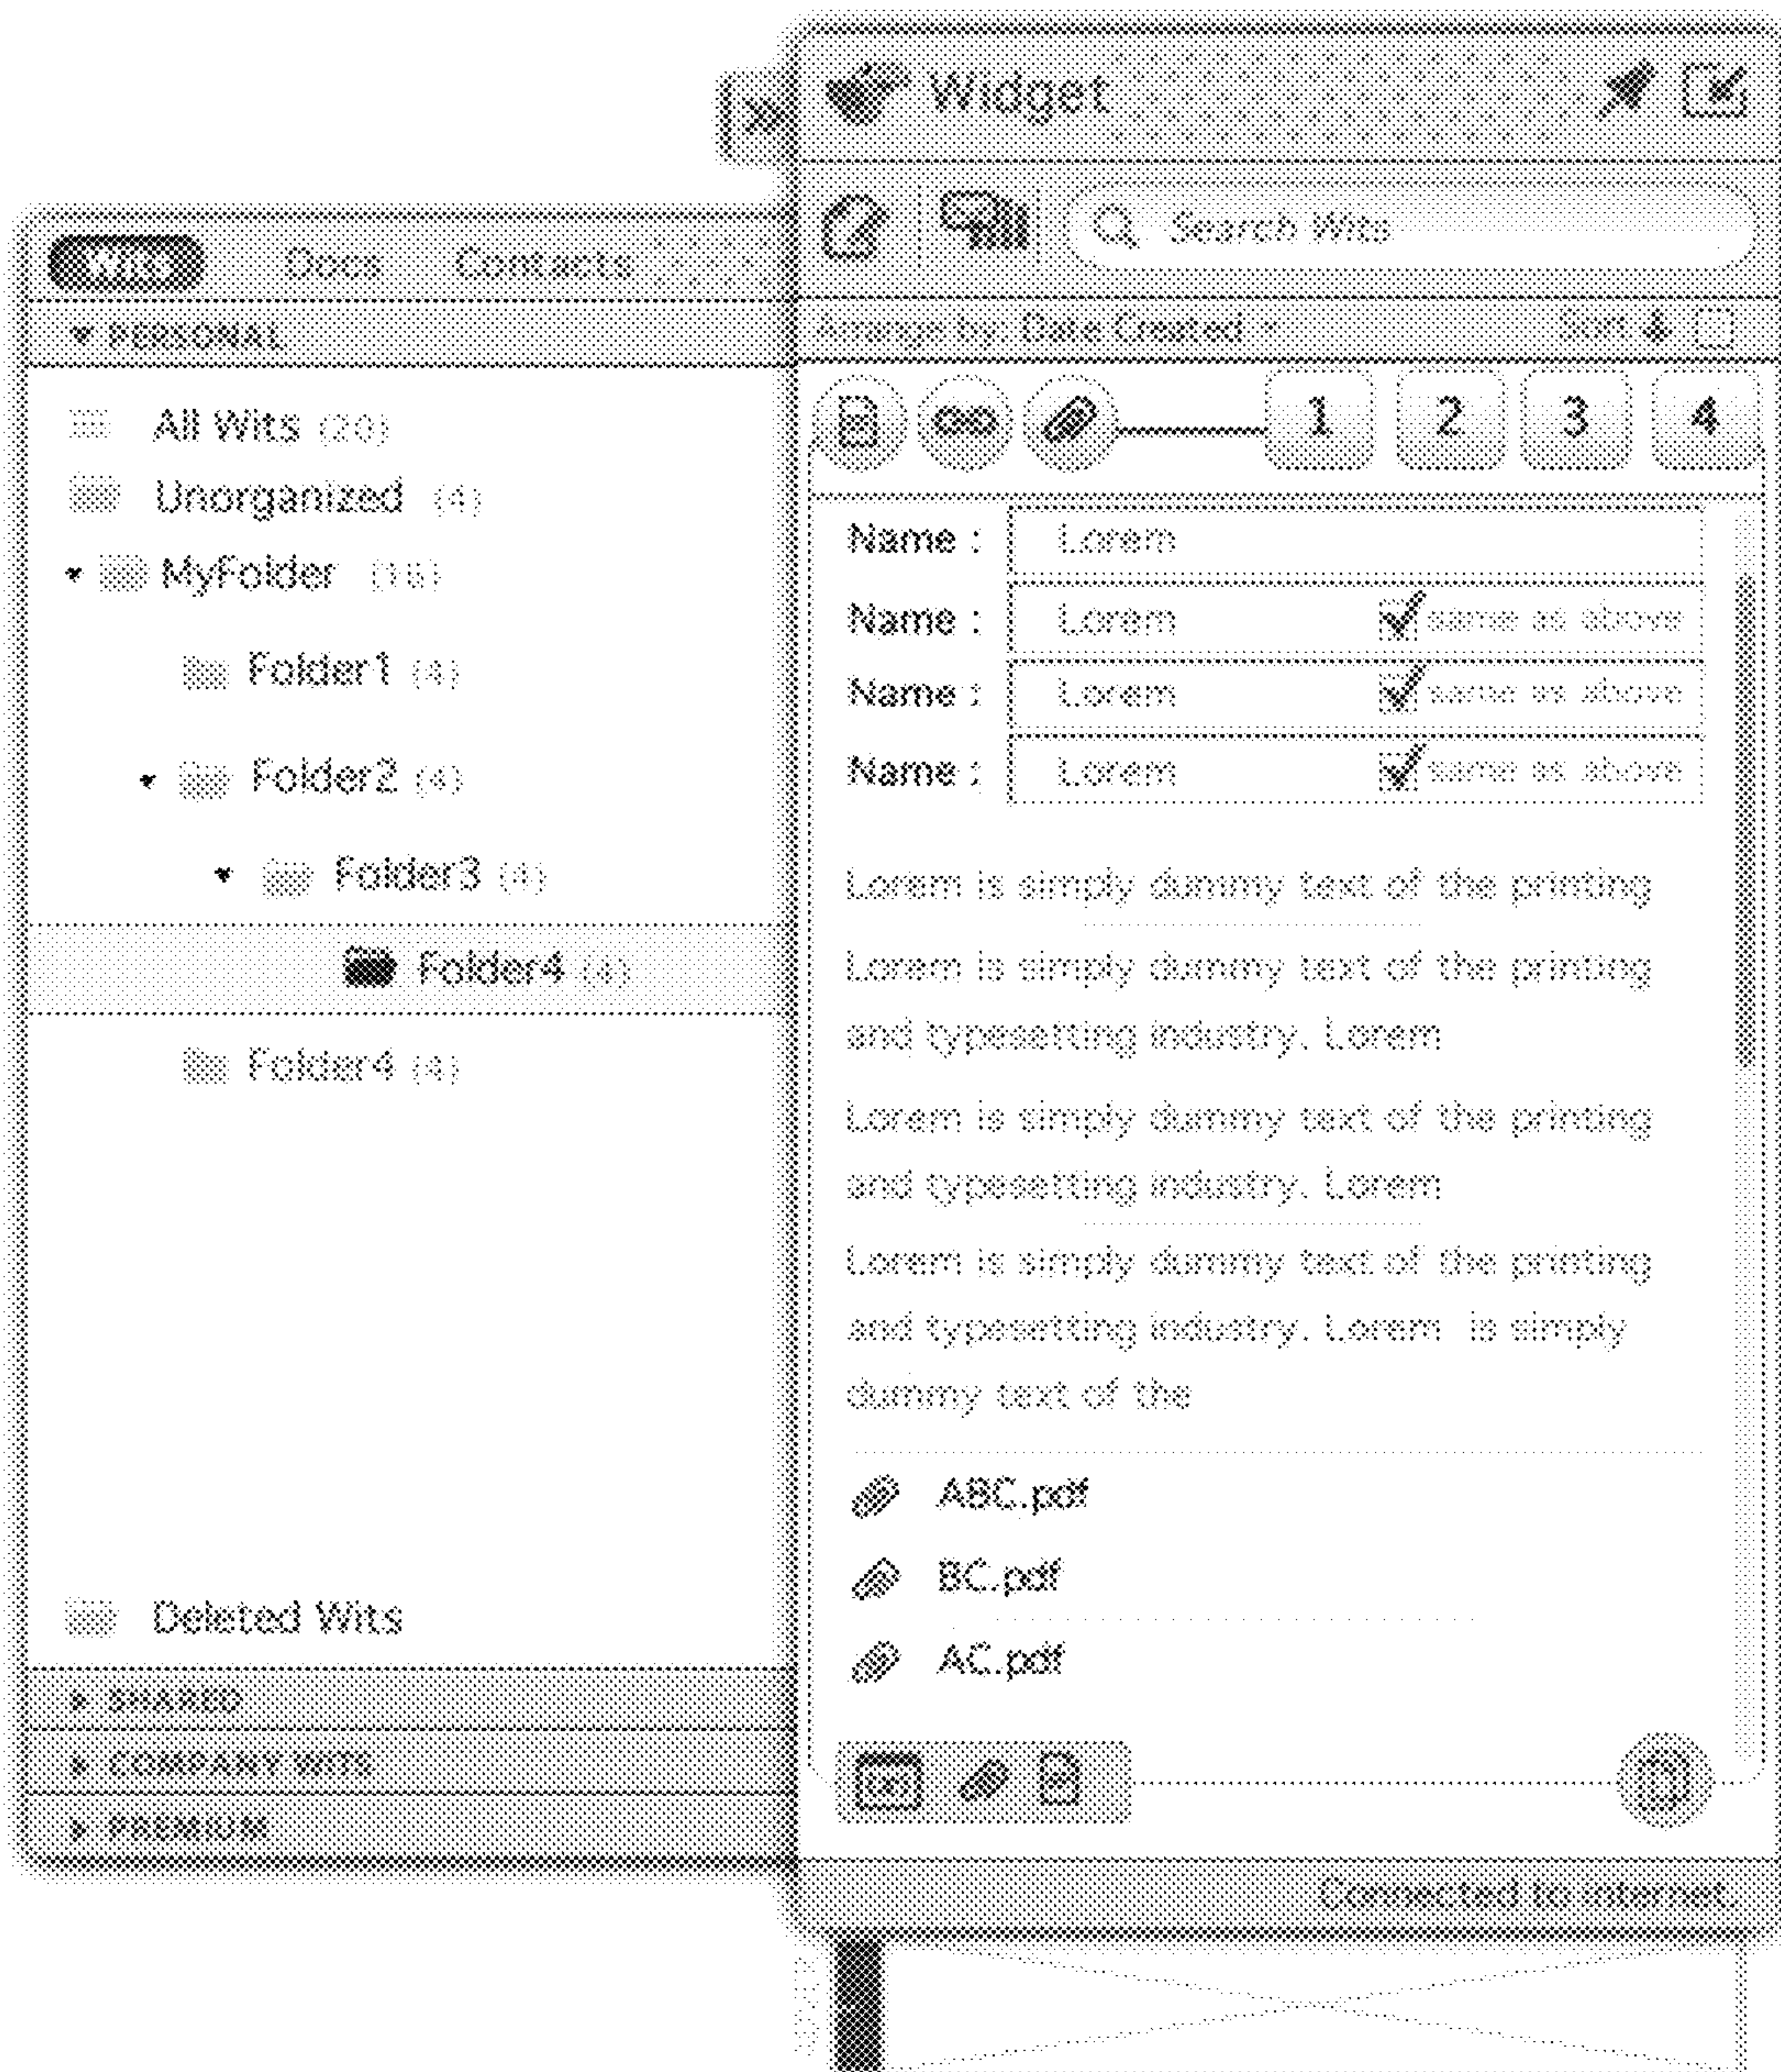 Widget
Search Wits
Arrange by: Date Created
Sort
Wits Docs Contacts
PERSONAL
All Wits (20)
Unorganized (4)
MyFolder (16)
Folder1 (4)
Folder2 (4)
Folder3 (4)
Folder4 (4)
Folder4 (4)
Deleted Wits
SHARED
COMPANY WITS
PREMIUM
1 2 3 4
Name : Lorem
Name : Lorem same as above
Name : Lorem same as above
Name : Lorem same as above
Lorem is simply dummy text of the printing
Lorem is simply dummy text of the printing
and typesetting industry. Lorem
Lorem is simply dummy text of the printing
and typesetting industry. Lorem
Lorem is simply dummy text of the printing
and typesetting industry. Lorem is simply
dummy text of the
ABC.pdf
BC.pdf
AC.pdf
Connected to internet.